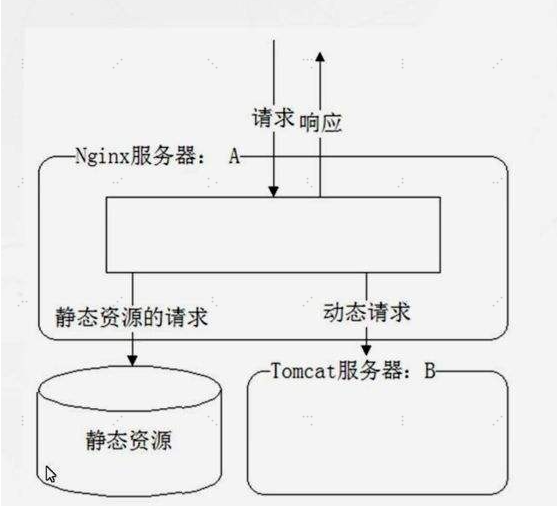 请求
响应
Nginx服务器： A
静态资源的请求
动态请求
Tomcat服务器：B
静态资源